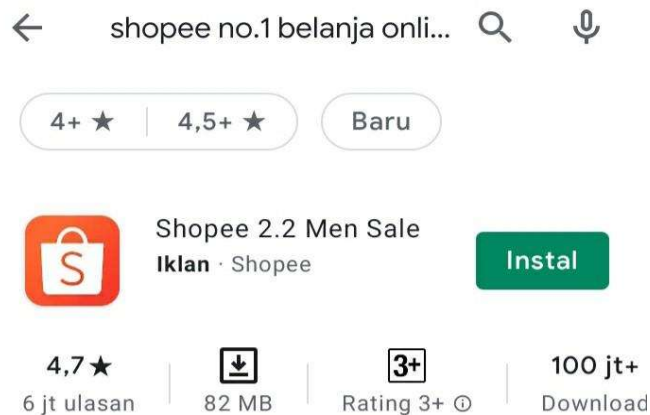 shopee no.1 belanja onli...
4+ ★ 4,5+ ★ Baru
Shopee 2.2 Men Sale
Iklan · Shopee
Instal
S
4,7★ 3+ 100 jt+
6 jt ulasan 82 MB Rating 3+ Download